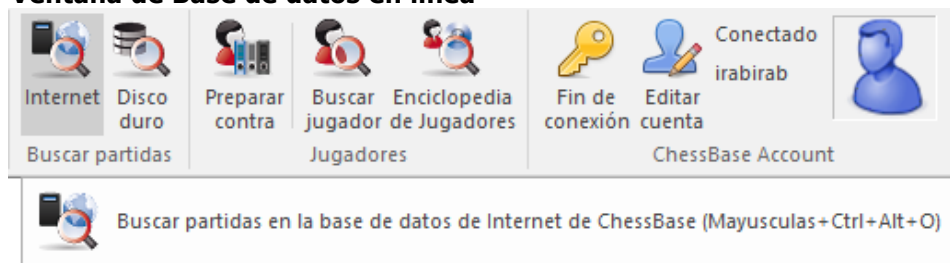 Ventana de Base de datos en línea
Internet
Disco duro
Preparar contra
Buscar jugador
Enciclopedia de Jugadores
Fin de conexión
Editar cuenta
Conectado
irabirab
Buscar partidas
Jugadores
ChessBase Account
Buscar partidas en la base de datos de Internet de ChessBase (Mayusculas+Ctrl+Alt+O)